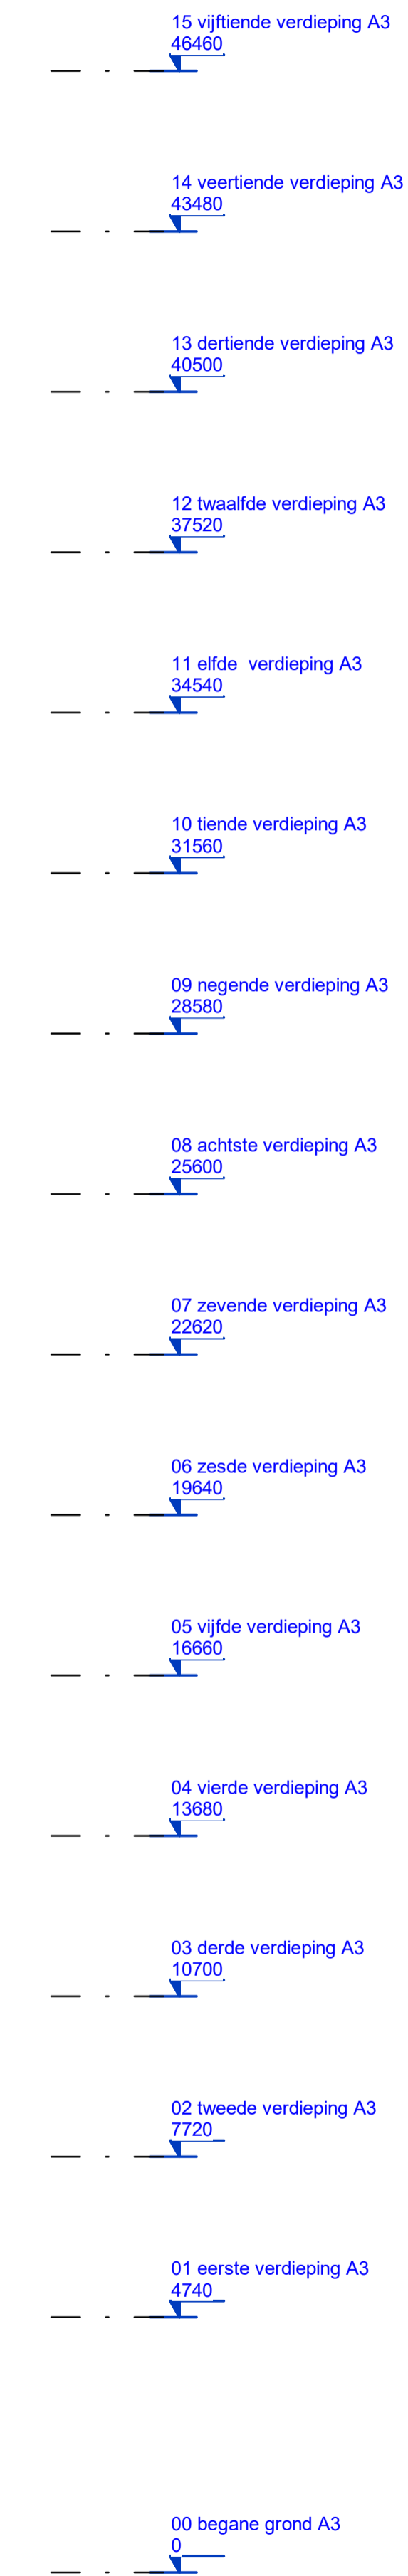 15 vijftiende verdieping A3
46460
14 veertiende verdieping A3
43480
13 dertiende verdieping A3
40500
12 twaalfde verdieping A3
37520
11 elfde  verdieping A3
34540
10 tiende verdieping A3
31560
09 negende verdieping A3
28580
08 achtste verdieping A3
25600
07 zevende verdieping A3
22620
06 zesde verdieping A3
19640
05 vijfde verdieping A3
16660
04 vierde verdieping A3
13680
03 derde verdieping A3
10700
02 tweede verdieping A3
7720
01 eerste verdieping A3
4740
00 begane grond A3
0